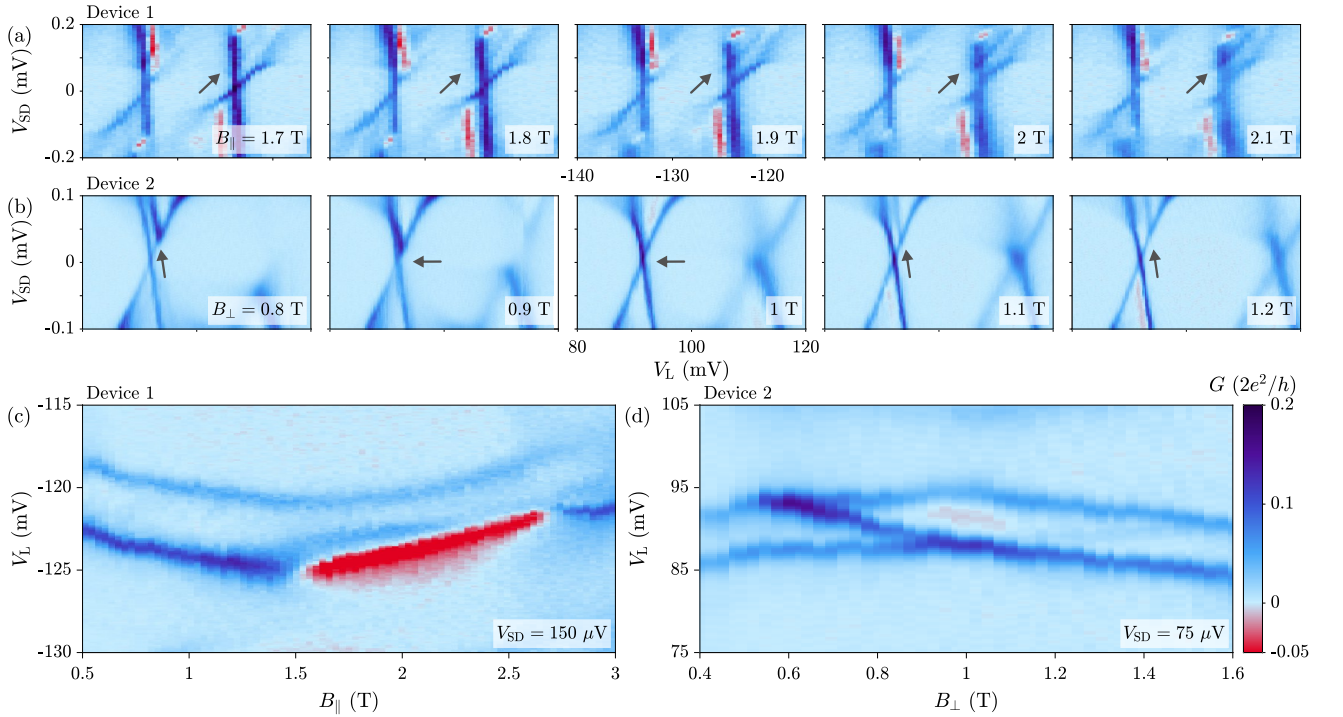 Device 1
(a)
V_SD (mV)
0.2
0
-0.2
B_∥ = 1.7 T
1.8 T
1.9 T
2 T
2.1 T
-140 -130 -120
Device 2
(b)
V_SD (mV)
0.1
0
-0.1
B_⊥ = 0.8 T
0.9 T
1 T
1.1 T
1.2 T
80 100 120
V_L (mV)
Device 1
(c)
V_L (mV)
-115
-120
-125
-130
V_SD = 150 μV
0.5 1 1.5 2 2.5 3
B_∥ (T)
Device 2
(d)
V_L (mV)
105
95
85
75
V_SD = 75 μV
0.4 0.6 0.8 1.0 1.2 1.4 1.6
B_⊥ (T)
G (2e²/h)
0.2
0.1
0
-0.05